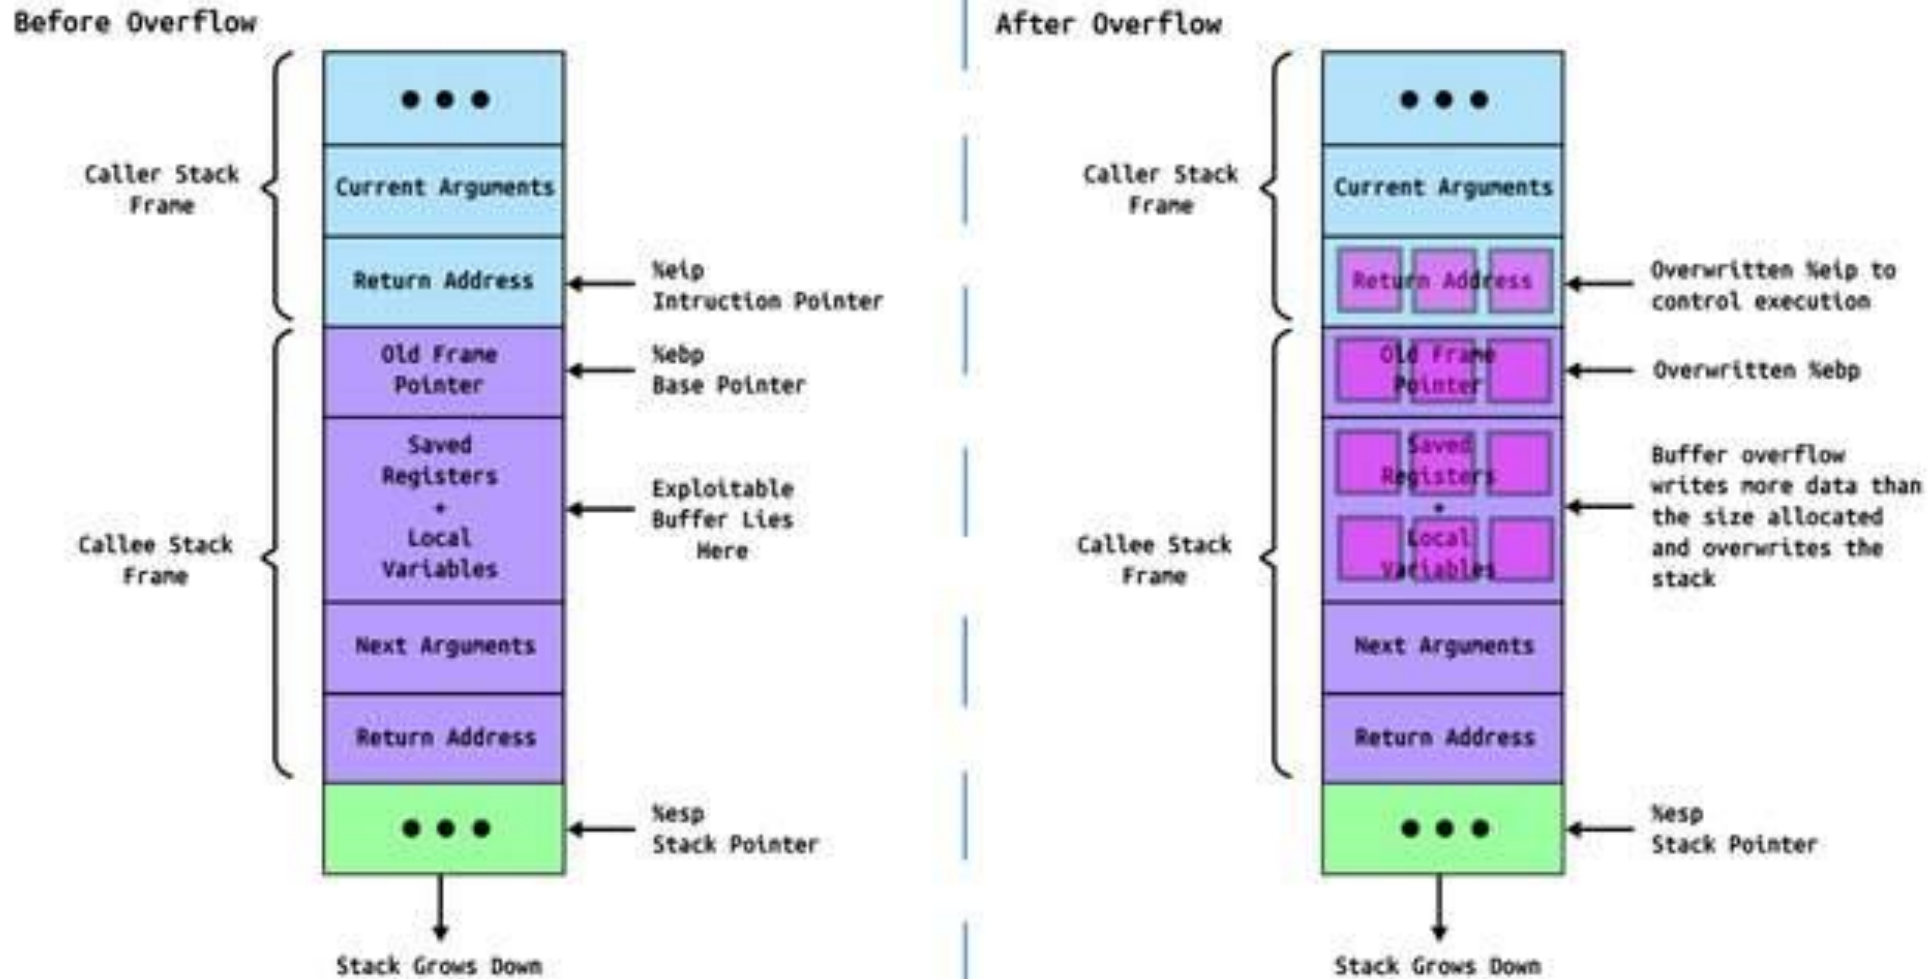 Before Overflow
Caller Stack
Frame
Current Arguments
Return Address
%eip
Intruction Pointer
Old Frame
Pointer
%ebp
Base Pointer
Callee Stack
Frame
Saved
Registers
+
Local
Variables
Exploitable
Buffer Lies
Here
Next Arguments
Return Address
%esp
Stack Pointer
Stack Grows Down
After Overflow
Caller Stack
Frame
Current Arguments
Return Address
Overwritten %eip to
control execution
Old Frame
Pointer
Overwritten %ebp
Callee Stack
Frame
Saved
Registers
+
Local
Variables
Buffer overflow
writes more data than
the size allocated
and overwrites the
stack
Next Arguments
Return Address
%esp
Stack Pointer
Stack Grows Down